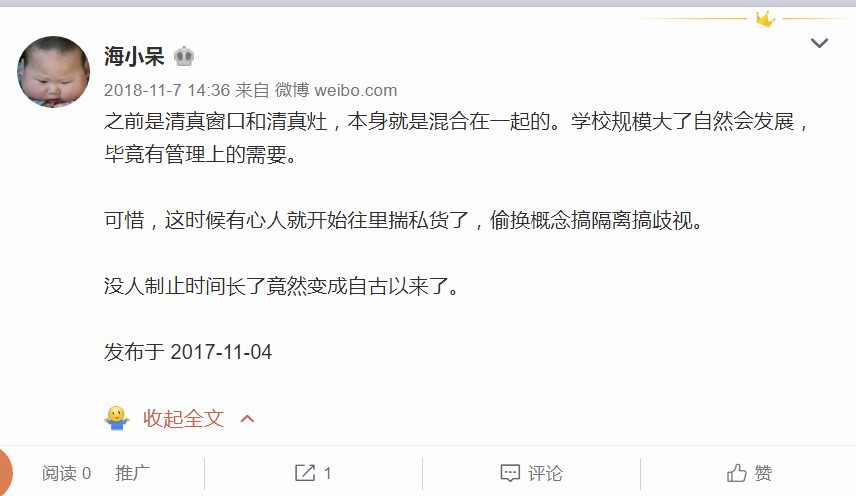 海小呆
2018-11-7 14:36 来自 微博 weibo.com
之前是清真窗口和清真灶，本身就是混合在一起的。学校规模大了自然会发展，
毕竟有管理上的需要。
可惜，这时候有心人就开始往里揣私货了，偷换概念搞隔离搞歧视。
没人制止时间长了竟然变成自古以来了。
发布于 2017-11-04
收起全文
阅读 0 推广 1 评论 赞